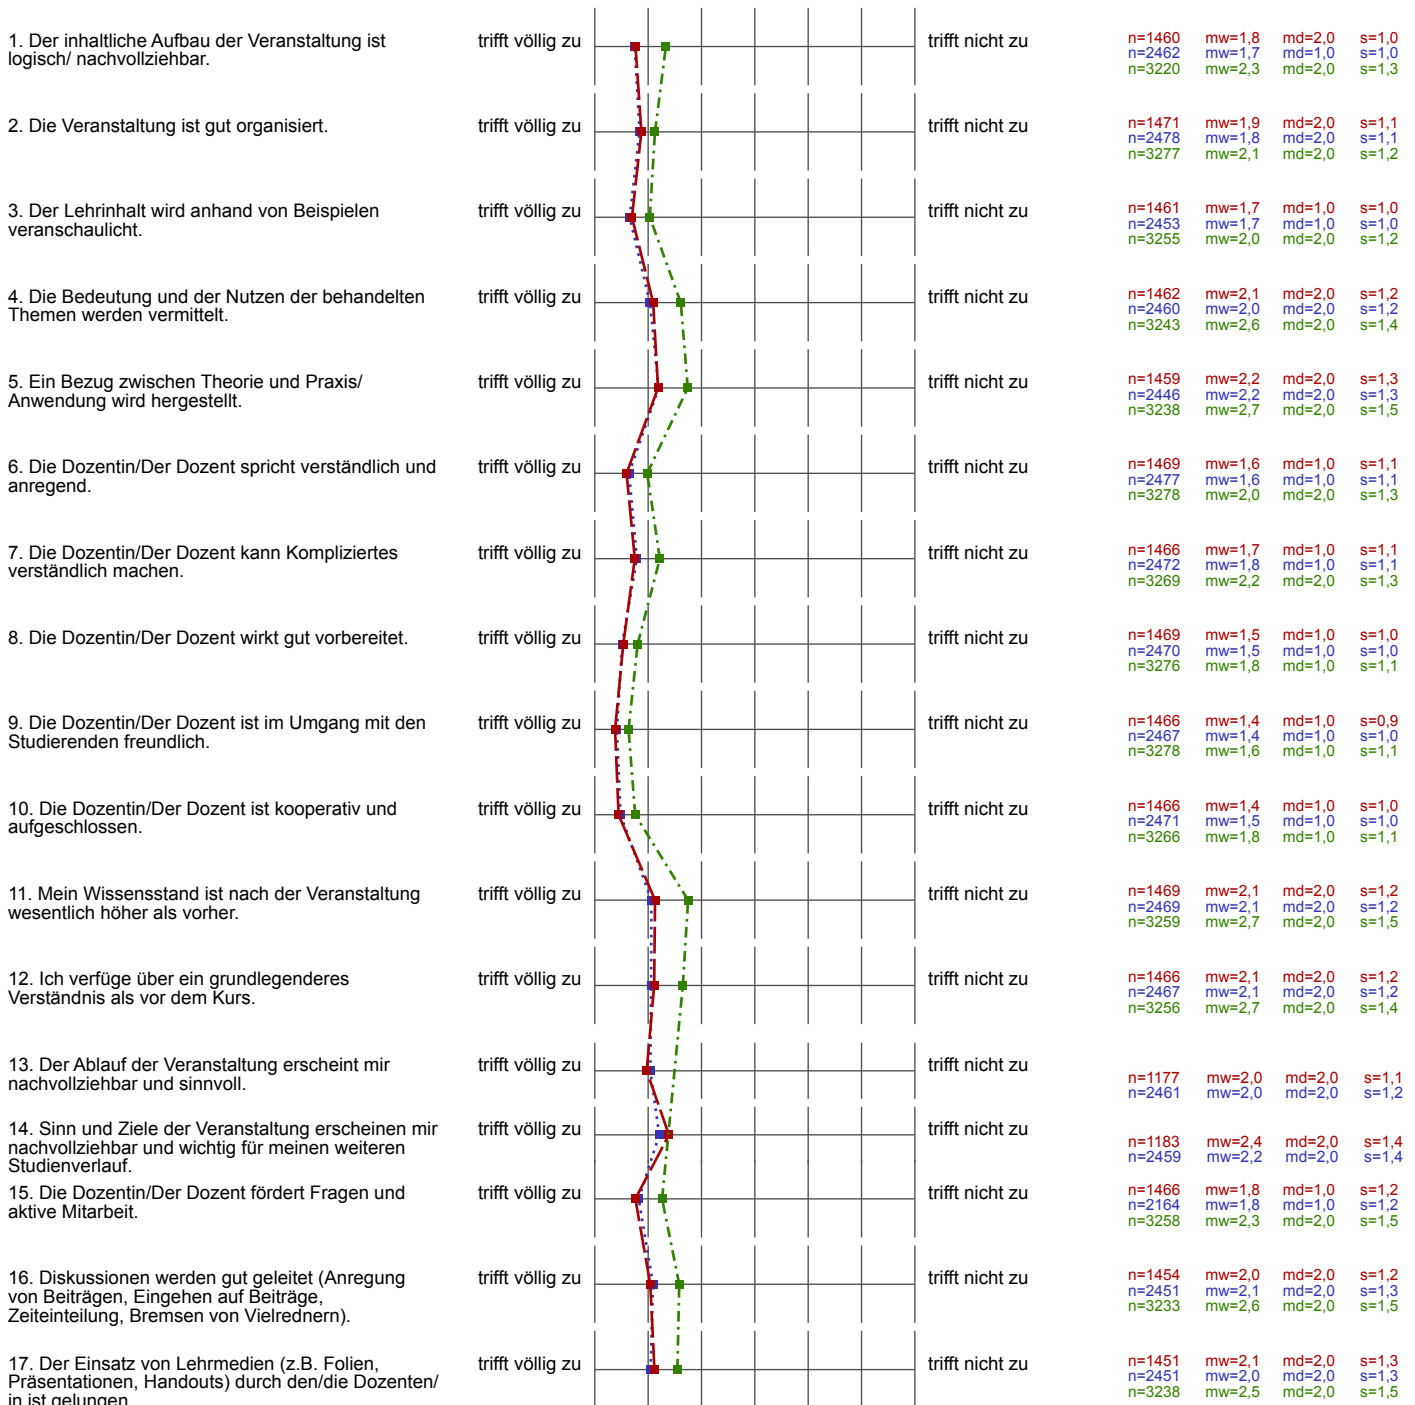 1. Der inhaltliche Aufbau der Veranstaltung ist
logisch/ nachvollziehbar.
trifft völlig zu
trifft nicht zu
n=1460 mw=1,8 md=2,0 s=1,0
n=2462 mw=1,7 md=1,0 s=1,0
n=3220 mw=2,3 md=2,0 s=1,3
2. Die Veranstaltung ist gut organisiert.
trifft völlig zu
trifft nicht zu
n=1471 mw=1,9 md=2,0 s=1,1
n=2478 mw=1,8 md=2,0 s=1,1
n=3277 mw=2,1 md=2,0 s=1,2
3. Der Lehrinhalt wird anhand von Beispielen
veranschaulicht.
trifft völlig zu
trifft nicht zu
n=1461 mw=1,7 md=1,0 s=1,0
n=2453 mw=1,7 md=1,0 s=1,0
n=3255 mw=2,0 md=2,0 s=1,2
4. Die Bedeutung und der Nutzen der behandelten
Themen werden vermittelt.
trifft völlig zu
trifft nicht zu
n=1462 mw=2,1 md=2,0 s=1,2
n=2460 mw=2,0 md=2,0 s=1,2
n=3243 mw=2,6 md=2,0 s=1,4
5. Ein Bezug zwischen Theorie und Praxis/
Anwendung wird hergestellt.
trifft völlig zu
trifft nicht zu
n=1459 mw=2,2 md=2,0 s=1,3
n=2446 mw=2,2 md=2,0 s=1,3
n=3238 mw=2,7 md=2,0 s=1,5
6. Die Dozentin/Der Dozent spricht verständlich und
anregend.
trifft völlig zu
trifft nicht zu
n=1469 mw=1,6 md=1,0 s=1,1
n=2477 mw=1,6 md=1,0 s=1,1
n=3278 mw=2,0 md=2,0 s=1,3
7. Die Dozentin/Der Dozent kann Kompliziertes
verständlich machen.
trifft völlig zu
trifft nicht zu
n=1466 mw=1,7 md=1,0 s=1,1
n=2472 mw=1,8 md=1,0 s=1,1
n=3269 mw=2,2 md=2,0 s=1,3
8. Die Dozentin/Der Dozent wirkt gut vorbereitet.
trifft völlig zu
trifft nicht zu
n=1469 mw=1,5 md=1,0 s=1,0
n=2470 mw=1,5 md=1,0 s=1,0
n=3276 mw=1,8 md=1,0 s=1,1
9. Die Dozentin/Der Dozent ist im Umgang mit den
Studierenden freundlich.
trifft völlig zu
trifft nicht zu
n=1466 mw=1,4 md=1,0 s=0,9
n=2467 mw=1,4 md=1,0 s=1,0
n=3278 mw=1,6 md=1,0 s=1,1
10. Die Dozentin/Der Dozent ist kooperativ und
aufgeschlossen.
trifft völlig zu
trifft nicht zu
n=1466 mw=1,4 md=1,0 s=1,0
n=2471 mw=1,5 md=1,0 s=1,0
n=3266 mw=1,8 md=1,0 s=1,1
11. Mein Wissensstand ist nach der Veranstaltung
wesentlich höher als vorher.
trifft völlig zu
trifft nicht zu
n=1469 mw=2,1 md=2,0 s=1,2
n=2469 mw=2,1 md=2,0 s=1,2
n=3259 mw=2,7 md=2,0 s=1,5
12. Ich verfüge über ein grundlegenderes
Verständnis als vor dem Kurs.
trifft völlig zu
trifft nicht zu
n=1466 mw=2,1 md=2,0 s=1,2
n=2467 mw=2,1 md=2,0 s=1,2
n=3256 mw=2,7 md=2,0 s=1,4
13. Der Ablauf der Veranstaltung erscheint mir
nachvollziehbar und sinnvoll.
trifft völlig zu
trifft nicht zu
n=1177 mw=2,0 md=2,0 s=1,1
n=2461 mw=2,0 md=2,0 s=1,2
14. Sinn und Ziele der Veranstaltung erscheinen mir
nachvollziehbar und wichtig für meinen weiteren
Studienverlauf.
trifft völlig zu
trifft nicht zu
n=1183 mw=2,4 md=2,0 s=1,4
n=2459 mw=2,2 md=2,0 s=1,4
15. Die Dozentin/Der Dozent fördert Fragen und
aktive Mitarbeit.
trifft völlig zu
trifft nicht zu
n=1466 mw=1,8 md=1,0 s=1,2
n=2164 mw=1,8 md=1,0 s=1,2
n=3258 mw=2,3 md=2,0 s=1,5
16. Diskussionen werden gut geleitet (Anregung
von Beiträgen, Eingehen auf Beiträge,
Zeiteinteilung, Bremsen von Vielrednern).
trifft völlig zu
trifft nicht zu
n=1454 mw=2,0 md=2,0 s=1,2
n=2451 mw=2,1 md=2,0 s=1,3
n=3233 mw=2,6 md=2,0 s=1,5
17. Der Einsatz von Lehrmedien (z.B. Folien,
Präsentationen, Handouts) durch den/die Dozenten/
in ist gelungen
trifft völlig zu
trifft nicht zu
n=1451 mw=2,1 md=2,0 s=1,3
n=2451 mw=2,0 md=2,0 s=1,3
n=3238 mw=2,5 md=2,0 s=1,5